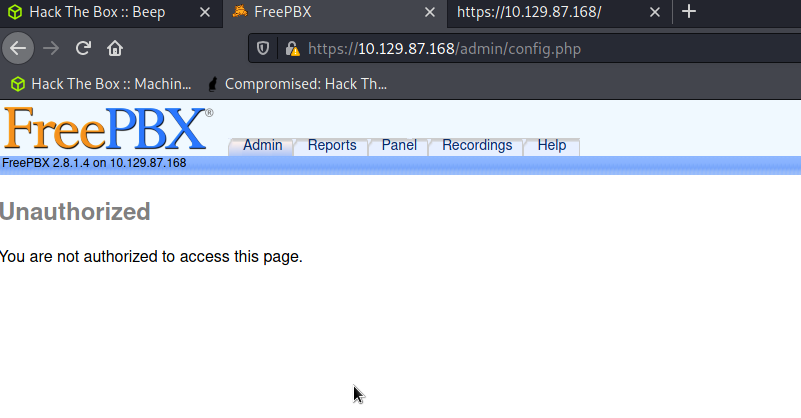 Hack The Box :: Beep
FreePBX
https://10.129.87.168/
https://10.129.87.168/admin/config.php
Hack The Box :: Machin...
Compromised: Hack Th...
FreePBX®
Admin
Reports
Panel
Recordings
Help
FreePBX 2.8.1.4 on 10.129.87.168
Unauthorized
You are not authorized to access this page.